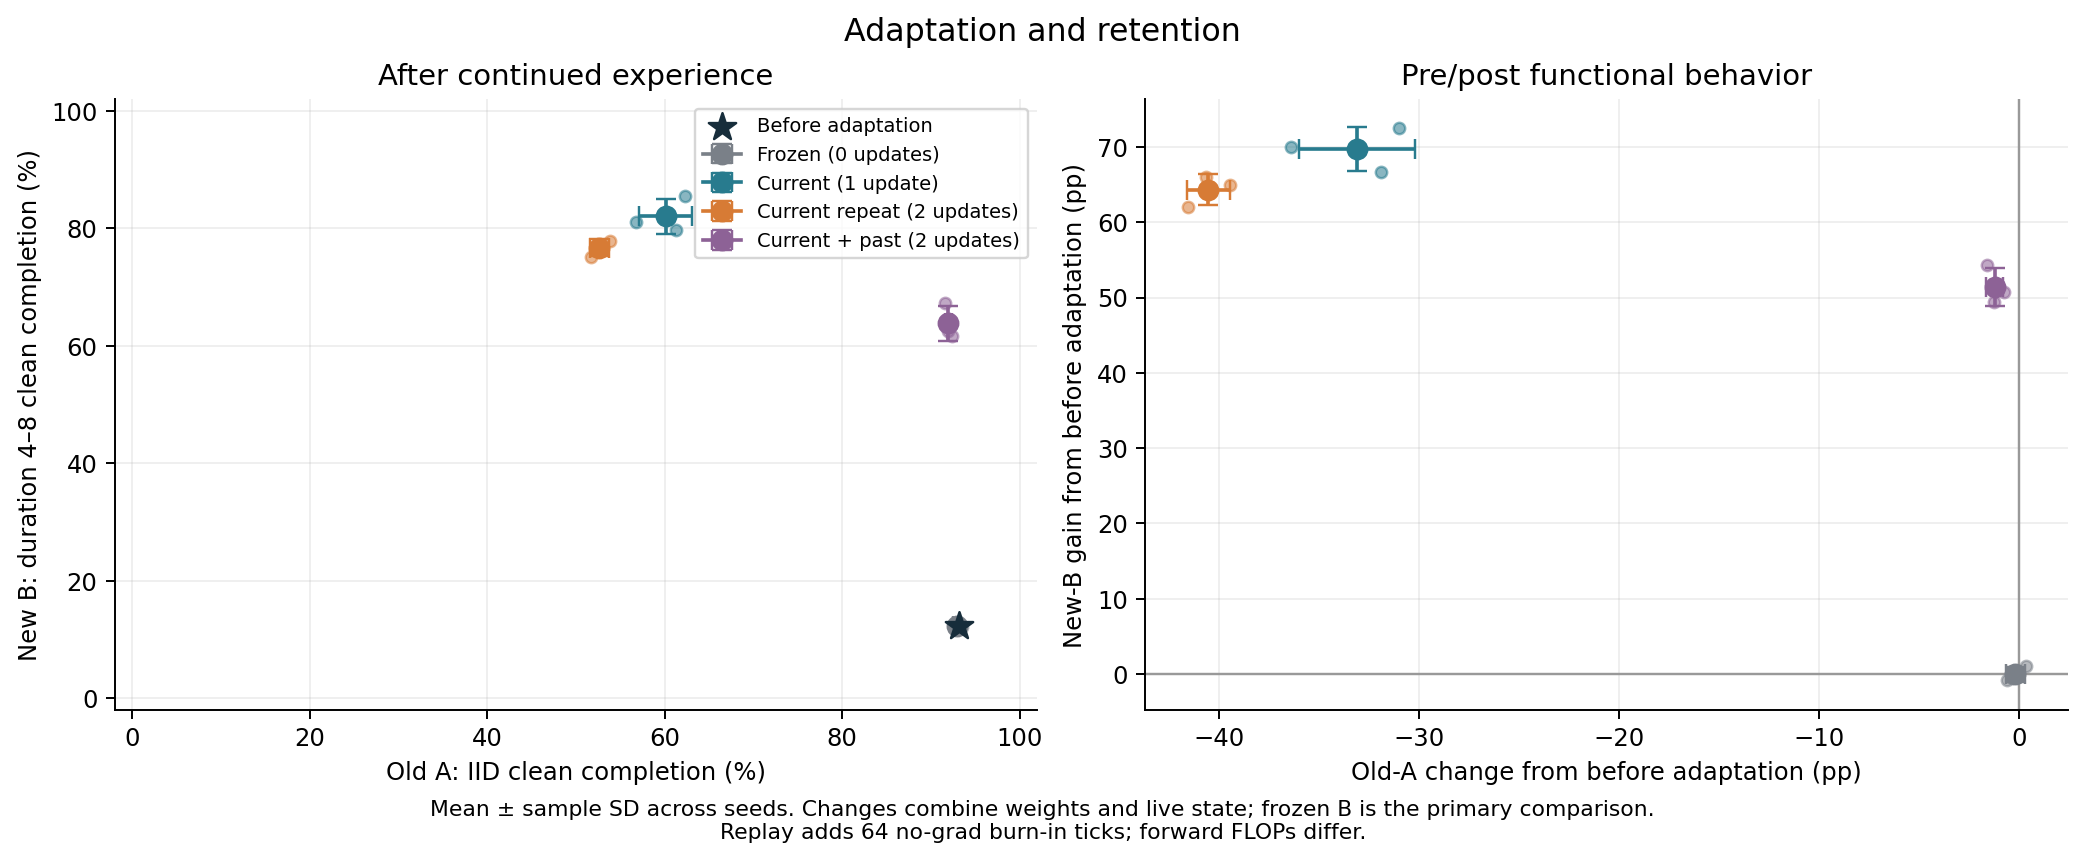 Adaptation and retention
After continued experience
New B: duration 4–8 clean completion (%)
100
80
60
40
20
0
Before adaptation
Frozen (0 updates)
Current (1 update)
Current repeat (2 updates)
Current + past (2 updates)
0
20
40
60
80
100
Old A: IID clean completion (%)
Pre/post functional behavior
New-B gain from before adaptation (pp)
70
60
50
40
30
20
10
0
−40
−30
−20
−10
0
Old-A change from before adaptation (pp)
Mean ± sample SD across seeds. Changes combine weights and live state; frozen B is the primary comparison.
Replay adds 64 no-grad burn-in ticks; forward FLOPs differ.